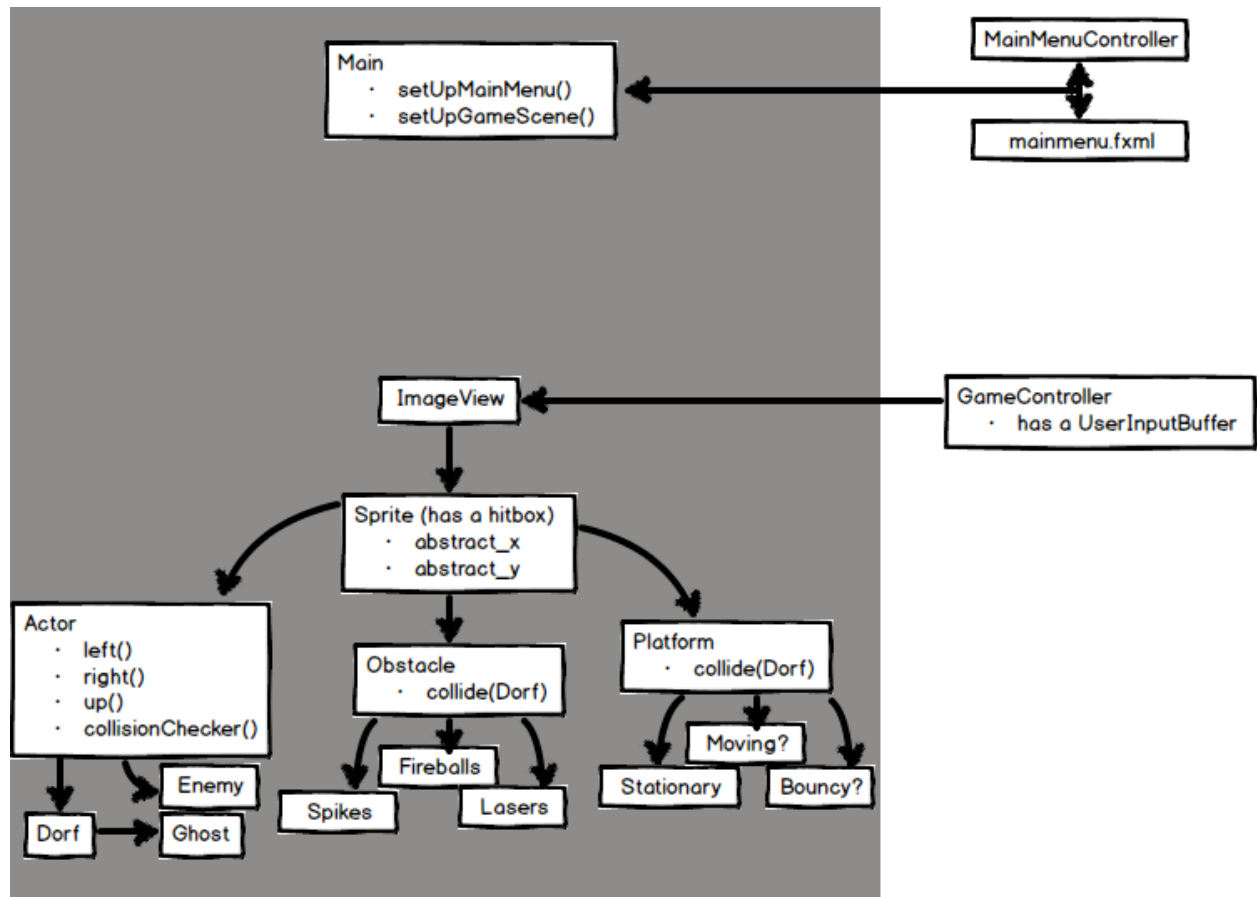 Main
· setUpMainMenu()
· setUpGameScene()
MainMenuController
mainmenu.fxml
ImageView
GameController
· has a UserInputBuffer
Sprite (has a hitbox)
· abstract_x
· abstract_y
Actor
· left()
· right()
· up()
· collisionChecker()
Obstacle
· collide(Dorf)
Platform
· collide(Dorf)
Enemy
Dorf
Ghost
Spikes
Fireballs
Lasers
Stationary
Moving?
Bouncy?